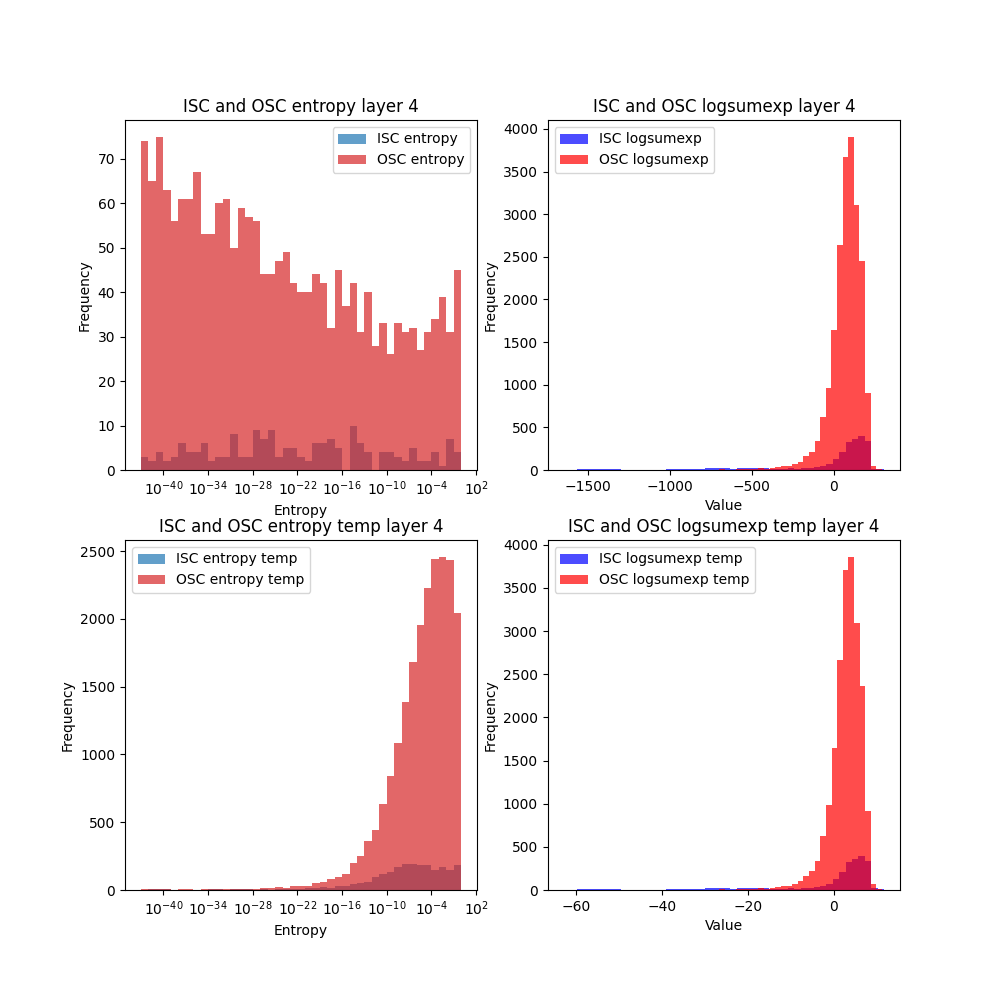 ISC and OSC entropy layer 4
ISC entropy
OSC entropy
70
60
50
40
30
20
10
0
Frequency
10^-40 10^-34 10^-28 10^-22 10^-16 10^-10 10^-4 10^2
Entropy
ISC and OSC logsumexp layer 4
ISC logsumexp
OSC logsumexp
4000
3500
3000
2500
2000
1500
1000
500
0
Frequency
−1500 −1000 −500 0
Value
ISC and OSC entropy temp layer 4
ISC entropy temp
OSC entropy temp
2500
2000
1500
1000
500
0
Frequency
10^-40 10^-34 10^-28 10^-22 10^-16 10^-10 10^-4 10^2
Entropy
ISC and OSC logsumexp temp layer 4
ISC logsumexp temp
OSC logsumexp temp
4000
3500
3000
2500
2000
1500
1000
500
0
Frequency
−60 −40 −20 0
Value